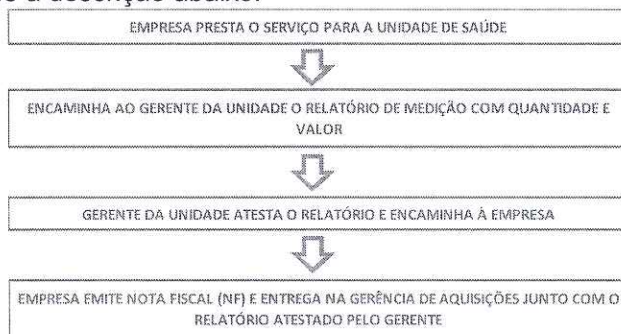 EMPRESA PRESTA O SERVIÇO PARA A UNIDADE DE SAÚDE
ENCAMINHA AO GERENTE DA UNIDADE O RELATÓRIO DE MEDIÇÃO COM QUANTIDADE E
VALOR
GERENTE DA UNIDADE ATESTA O RELATÓRIO E ENCAMINHA À EMPRESA
EMPRESA EMITE NOTA FISCAL (NF) E ENTREGA NA GERÊNCIA DE AQUISIÇÕES JUNTO COM O
RELATÓRIO ATESTADO PELO GERENTE